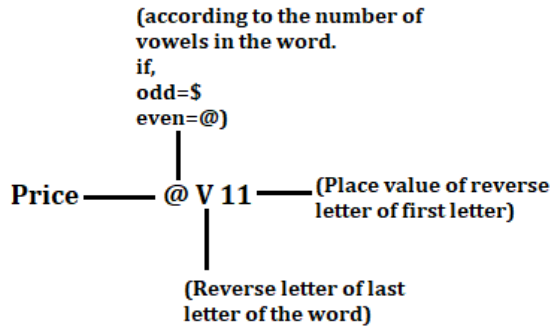 (according to the number of
vowels in the word.
if,
odd=$
even=@)
Price @ V 11 (Place value of reverse
letter of first letter)
(Reverse letter of last
letter of the word)